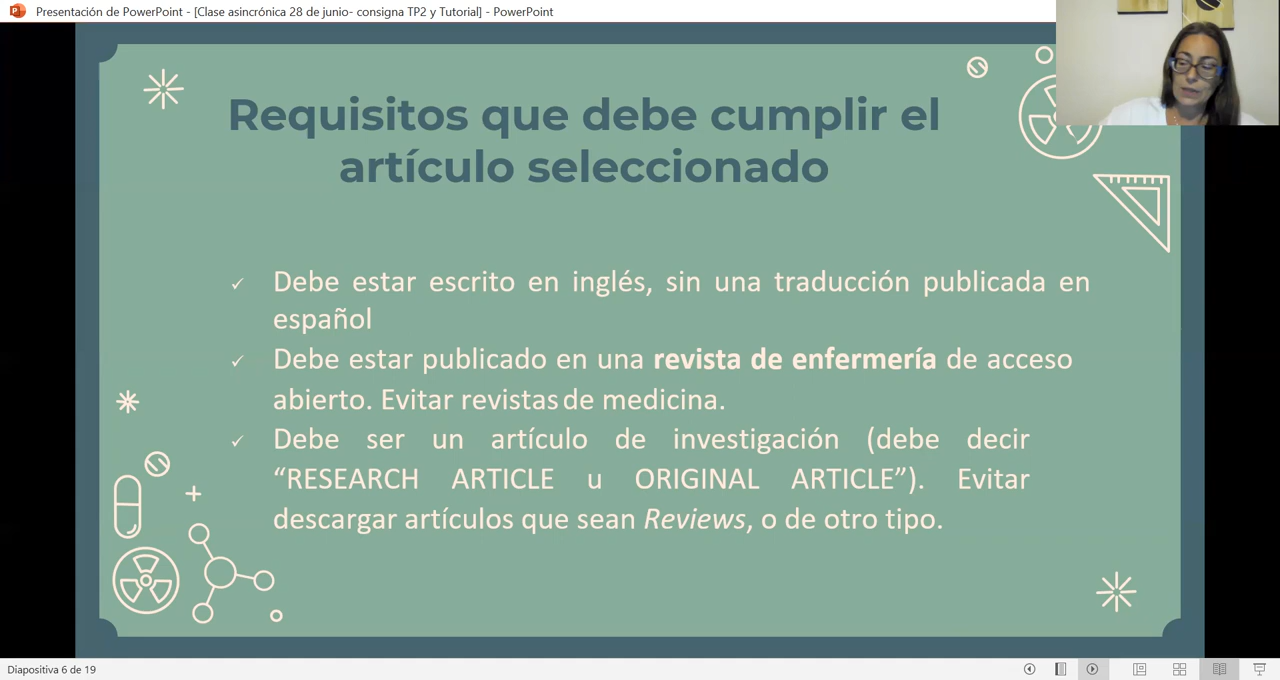 Presentación de PowerPoint - [Clase asincrónica 28 de junio- consigna TP2 y Tutorial] - PowerPoint
Requisitos que debe cumplir el
artículo seleccionado
✓ Debe estar escrito en inglés, sin una traducción publicada en
español
✓ Debe estar publicado en una revista de enfermería de acceso
abierto. Evitar revistas de medicina.
✓ Debe ser un artículo de investigación (debe decir
“RESEARCH ARTICLE u ORIGINAL ARTICLE”). Evitar
descargar artículos que sean Reviews, o de otro tipo.
Diapositiva 6 de 19